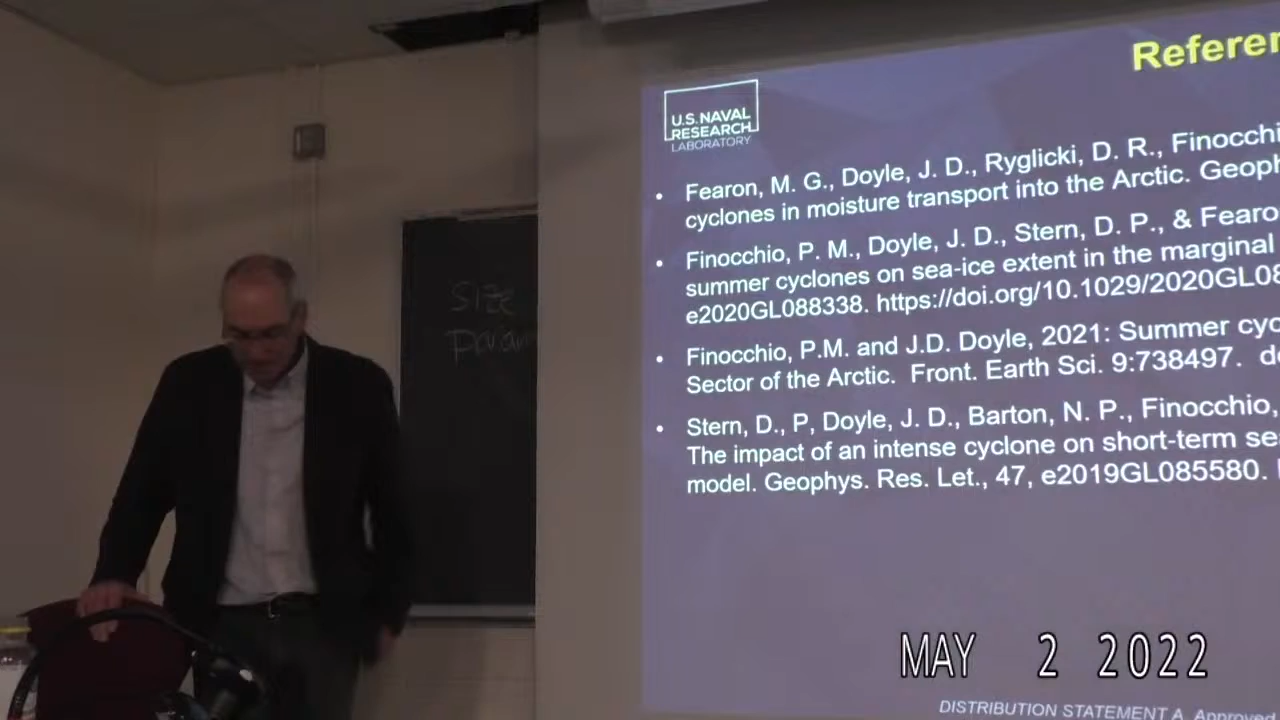 Referen
U.S. NAVAL
RESEARCH
LABORATORY
• Fearon, M. G., Doyle, J. D., Ryglicki, D. R., Finocchi
cyclones in moisture transport into the Arctic. Geoph
• Finocchio, P. M., Doyle, J. D., Stern, D. P., & Fearo
summer cyclones on sea-ice extent in the marginal
e2020GL088338. https://doi.org/10.1029/2020GL08
• Finocchio, P.M. and J.D. Doyle, 2021: Summer cyc
Sector of the Arctic. Front. Earth Sci. 9:738497. do
• Stern, D., P, Doyle, J. D., Barton, N. P., Finocchio,
The impact of an intense cyclone on short-term se
model. Geophys. Res. Let., 47, e2019GL085580.
size
param
MAY 2 2022
DISTRIBUTION STATEMENT A. Approved